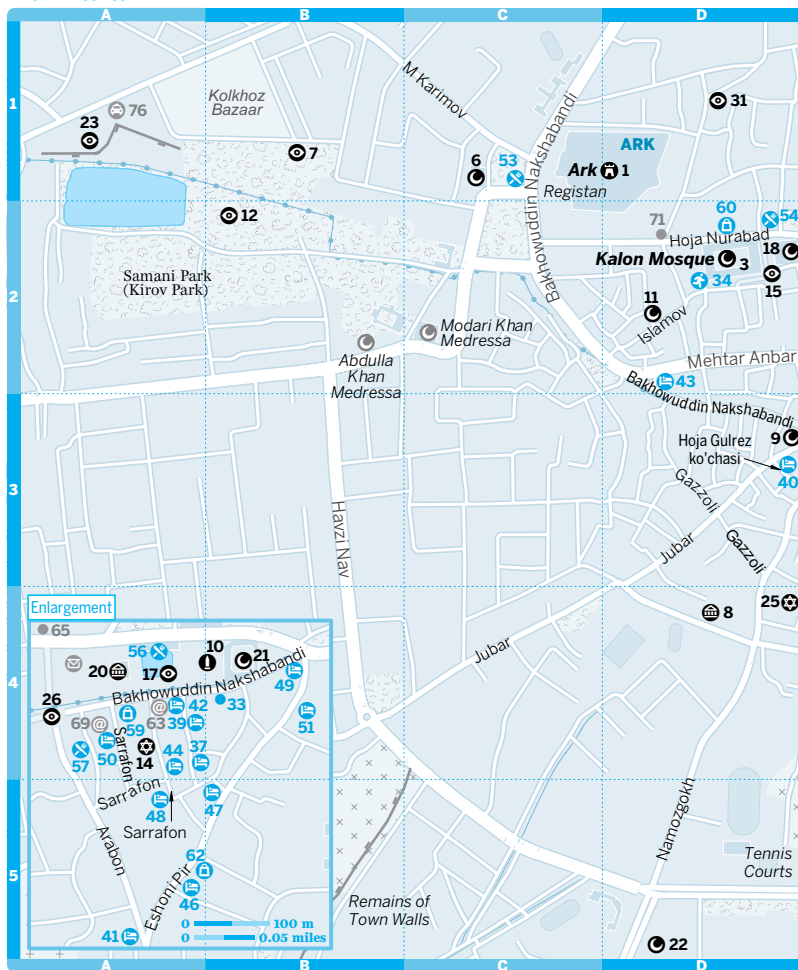 A
B
C
D
1
Kolkhoz
Bazaar
M Karimov
76
23
7
31
ARK
6
53
Ark
1
Registan
Bakhowuddin Nakshabandi
12
60
54
71
Hoja Nurabad
18
Kalon Mosque
3
2
Samani Park
(Kirov Park)
34
15
11
Islamov
Modari Khan
Medressa
Abdulla
Khan
Medressa
Bakhowuddin Nakshabandi
Mehtar Anbar
43
Bakhowuddin Nakshabandi
9
Hoja Gulrez
ko'chasi
40
3
Gazzoli
Havzi Nav
Jubar
Gazzoli
25
8
Enlargement
65
56
10
21
20
17
4
Jubar
Bakhowuddin Nakshabandi
49
26
42
33
51
69
59
63
39
Sarrafon
50
14
37
57
44
Sarrafon
48
47
Sarrafon
Arabon
Namozgokh
5
62
Eshoni Pir
46
Tennis
Courts
Remains of
Town Walls
41
0
100 m
0
0.05 miles
22
A
B
C
D